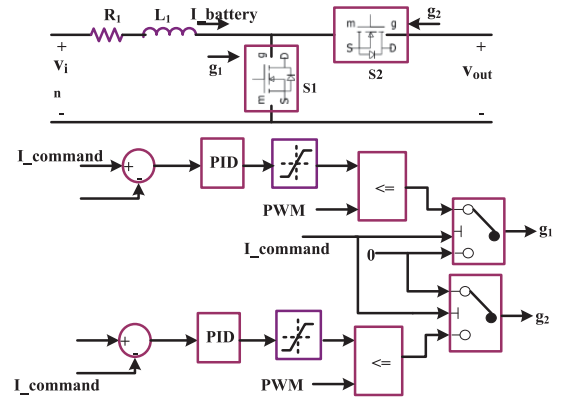 R1 L1 I_battery
m g
g2
S D
+ +
vi
n
g1
g
D
m S
S1
S2
vout
- -
I_command
+
-
PID
<=
PWM
I_command
0
g1
g2
+
-
PID
<=
I_command
PWM